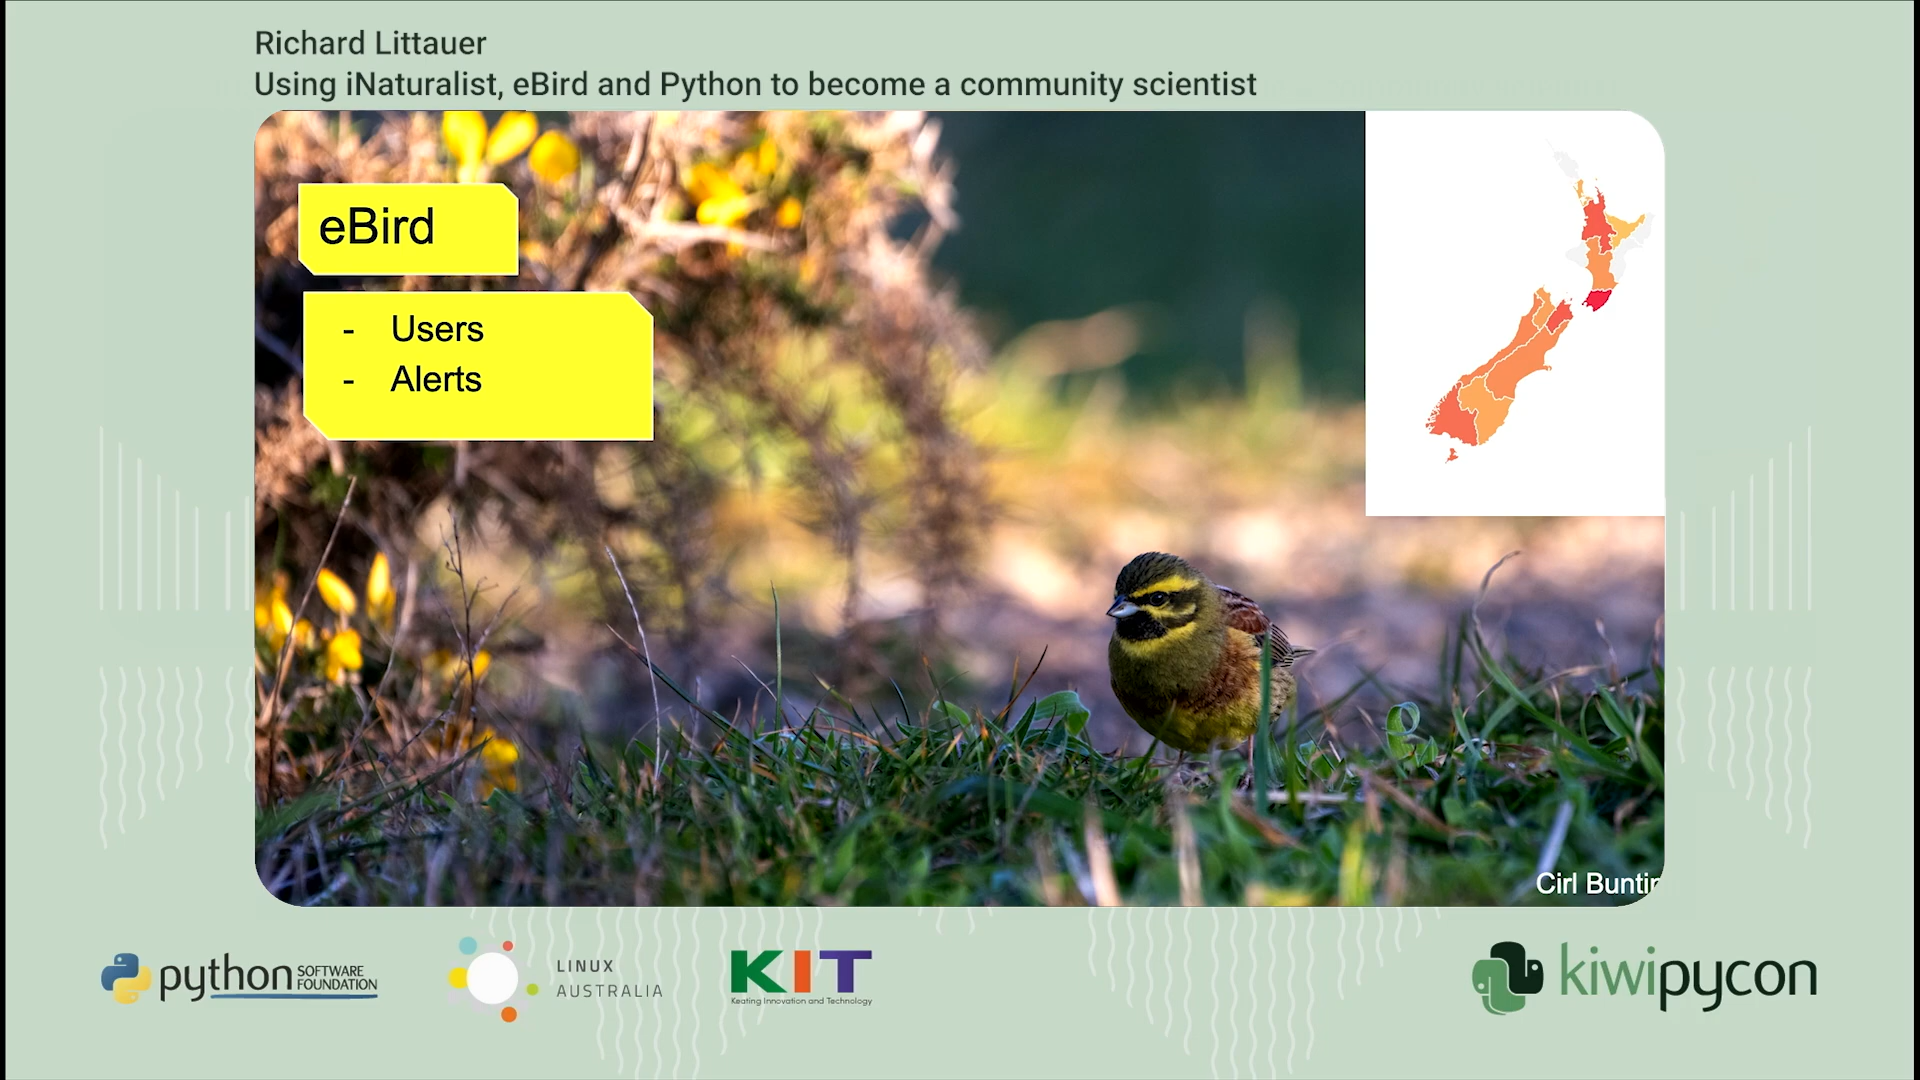 Richard Littauer
Using iNaturalist, eBird and Python to become a community scientist
eBird
- Users
- Alerts
Cirl Buntin
python SOFTWARE FOUNDATION
LINUX AUSTRALIA
KIT
Keating Innovation and Technology
kiwipycon